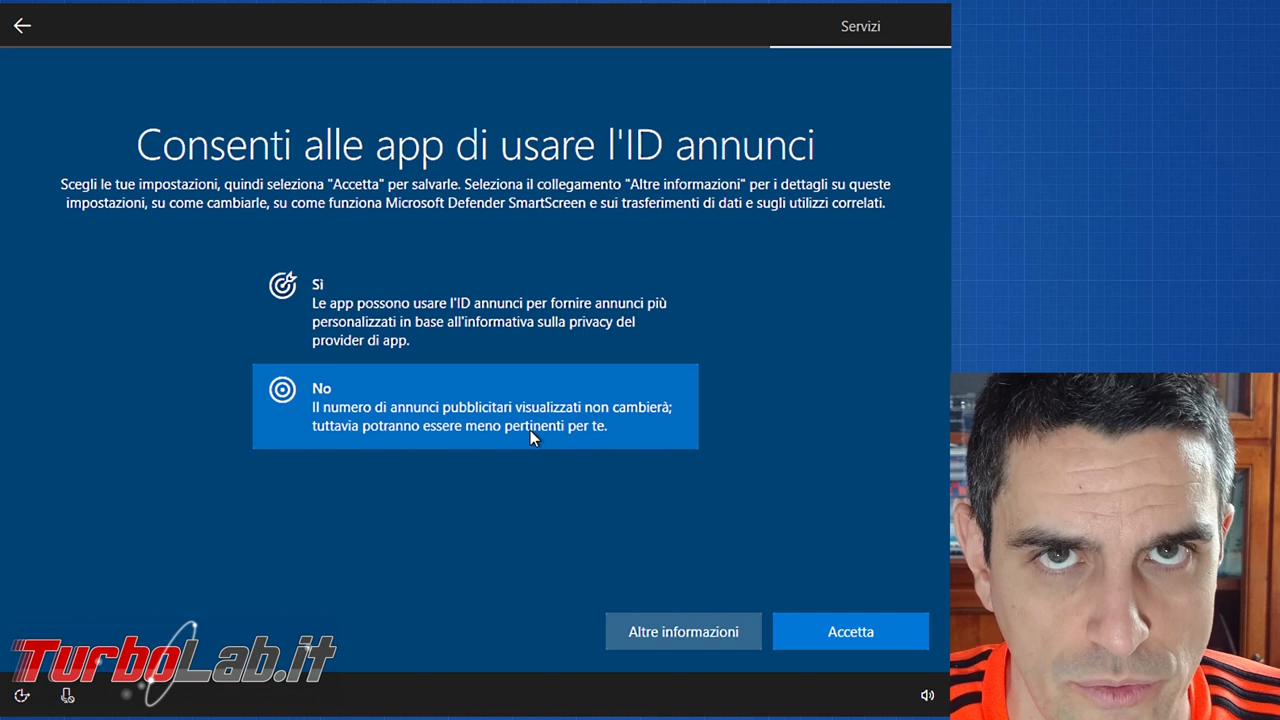 Servizi
Consenti alle app di usare l'ID annunci
Scegli le tue impostazioni, quindi seleziona "Accetta" per salvarle. Seleziona il collegamento "Altre informazioni" per i dettagli su queste
impostazioni, su come cambiarle, su come funziona Microsoft Defender SmartScreen e sui trasferimenti di dati e sugli utilizzi correlati.
Sì
Le app possono usare l'ID annunci per fornire annunci più
personalizzati in base all'informativa sulla privacy del
provider di app.
No
Il numero di annunci pubblicitari visualizzati non cambierà;
tuttavia potranno essere meno pertinenti per te.
Altre informazioni
Accetta
TurboLab.it